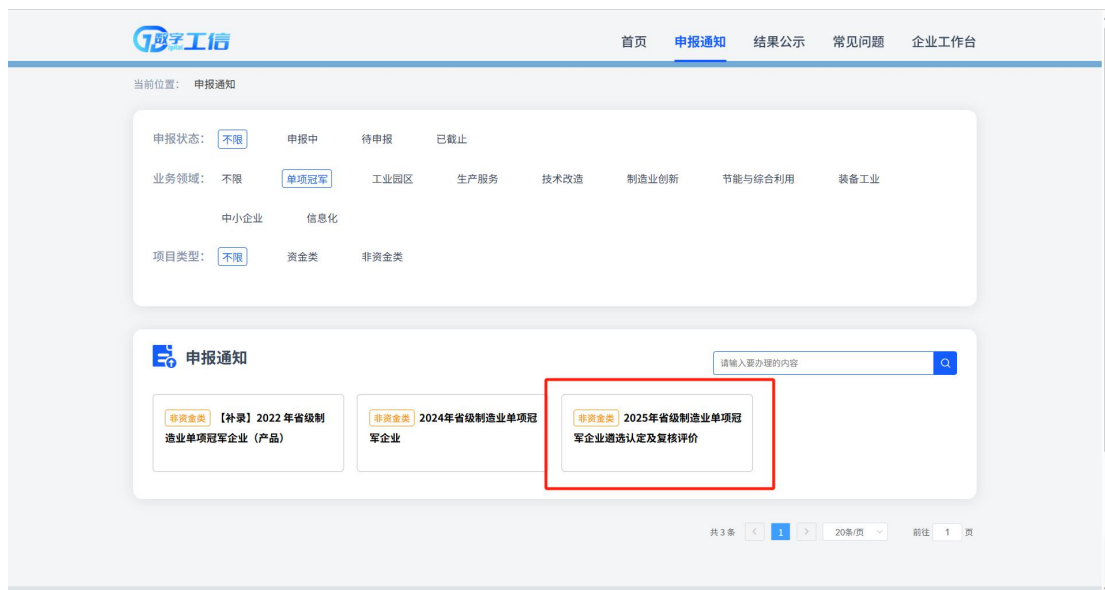 数字工信
首页 申报通知 结果公示 常见问题 企业工作台
当前位置： 申报通知
申报状态： 不限 申报中 待申报 已截止
业务领域： 不限 单项冠军 工业园区 生产服务 技术改造 制造业创新 节能与综合利用 装备工业
中小企业 信息化
项目类型： 不限 资金类 非资金类
申报通知
请输入要办理的内容
非资金类 【补录】2022 年省级制
造业单项冠军企业（产品）
非资金类 2024年省级制造业单项冠
军企业
非资金类 2025年省级制造业单项冠
军企业遴选认定及复核评价
共 3 条 1 20条/页 前往 1 页